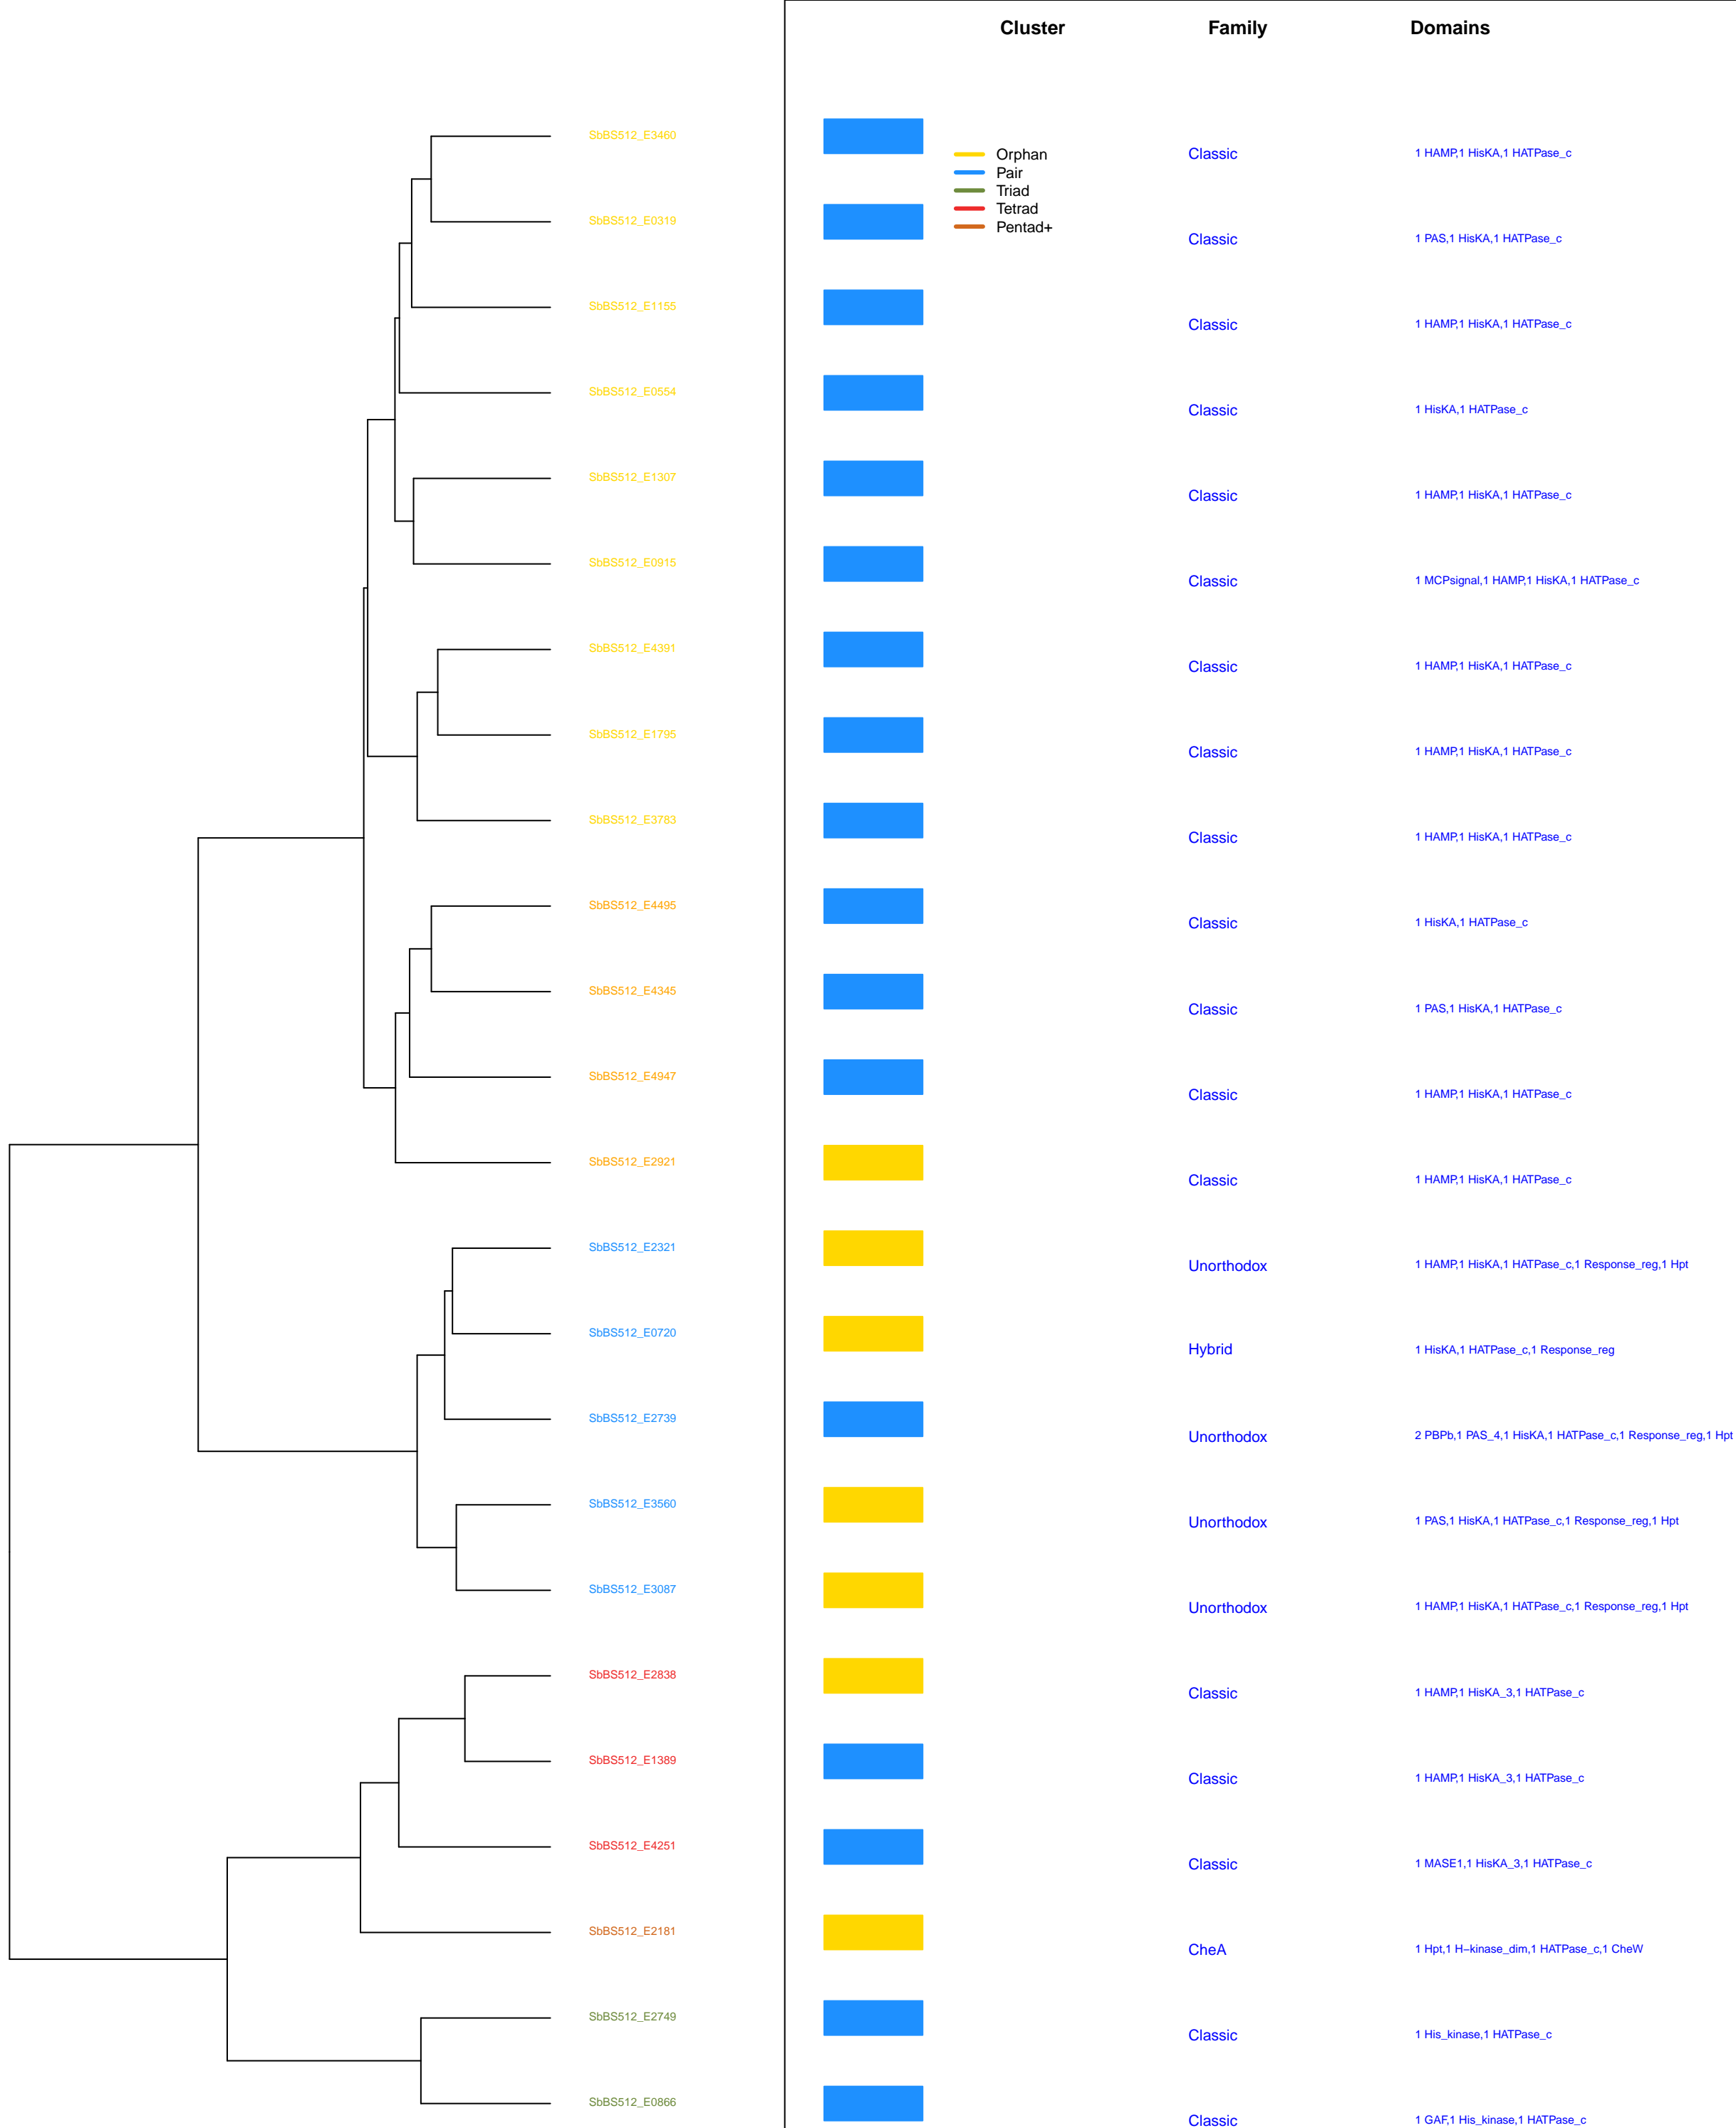 Cluster Family Domains
SbBS512_E3460
Orphan
Classic 1 HAMP,1 HisKA,1 HATPase_c
Pair
Triad
Tetrad
SbBS512_E0319
Pentad+
Classic 1 PAS,1 HisKA,1 HATPase_c
SbBS512_E1155
Classic 1 HAMP,1 HisKA,1 HATPase_c
SbBS512_E0554
Classic 1 HisKA,1 HATPase_c
SbBS512_E1307
Classic 1 HAMP,1 HisKA,1 HATPase_c
SbBS512_E0915
Classic 1 MCPsignal,1 HAMP,1 HisKA,1 HATPase_c
SbBS512_E4391
Classic 1 HAMP,1 HisKA,1 HATPase_c
SbBS512_E1795
Classic 1 HAMP,1 HisKA,1 HATPase_c
SbBS512_E3783
Classic 1 HAMP,1 HisKA,1 HATPase_c
SbBS512_E4495
Classic 1 HisKA,1 HATPase_c
SbBS512_E4345
Classic 1 PAS,1 HisKA,1 HATPase_c
SbBS512_E4947
Classic 1 HAMP,1 HisKA,1 HATPase_c
SbBS512_E2921
Classic 1 HAMP,1 HisKA,1 HATPase_c
SbBS512_E2321
Unorthodox 1 HAMP,1 HisKA,1 HATPase_c,1 Response_reg,1 Hpt
SbBS512_E0720
Hybrid 1 HisKA,1 HATPase_c,1 Response_reg
SbBS512_E2739
Unorthodox 2 PBPb,1 PAS_4,1 HisKA,1 HATPase_c,1 Response_reg,1 Hpt
SbBS512_E3560
Unorthodox 1 PAS,1 HisKA,1 HATPase_c,1 Response_reg,1 Hpt
SbBS512_E3087
Unorthodox 1 HAMP,1 HisKA,1 HATPase_c,1 Response_reg,1 Hpt
SbBS512_E2838
Classic 1 HAMP,1 HisKA_3,1 HATPase_c
SbBS512_E1389
Classic 1 HAMP,1 HisKA_3,1 HATPase_c
SbBS512_E4251
Classic 1 MASE1,1 HisKA_3,1 HATPase_c
SbBS512_E2181
CheA 1 Hpt,1 H−kinase_dim,1 HATPase_c,1 CheW
SbBS512_E2749
Classic 1 His_kinase,1 HATPase_c
SbBS512_E0866
Classic 1 GAF,1 His_kinase,1 HATPase_c